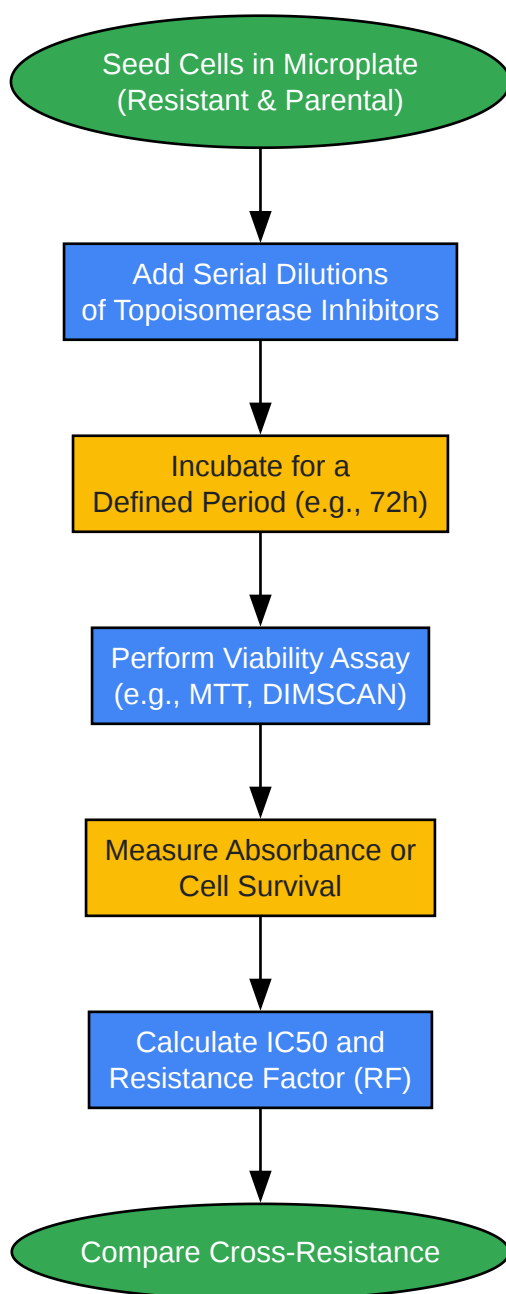 Seed Cells in Microplate
(Resistant & Parental)
Add Serial Dilutions
of Topoisomerase Inhibitors
Incubate for a
Defined Period (e.g., 72h)
Perform Viability Assay
(e.g., MTT, DIMSCAN)
Measure Absorbance or
Cell Survival
Calculate IC50 and
Resistance Factor (RF)
Compare Cross-Resistance